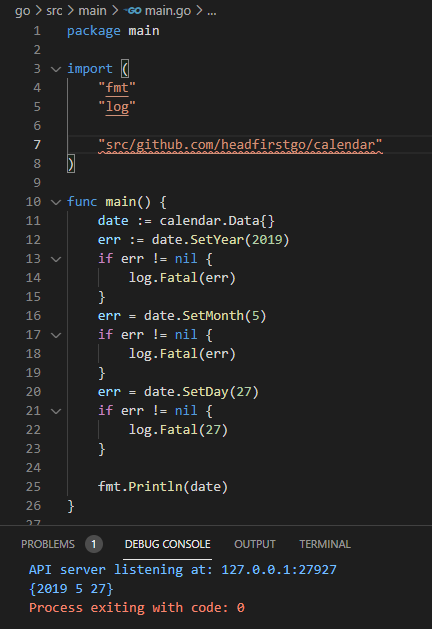 go > src > main > GO main.go > ...
1 package main
2
3 import (
4 "fmt"
5 "log"
6
7 "src/github.com/headfirstgo/calendar"
8 )
9
10 func main() {
11 date := calendar.Data{}
12 err := date.SetYear(2019)
13 if err != nil {
14 log.Fatal(err)
15 }
16 err = date.SetMonth(5)
17 if err != nil {
18 log.Fatal(err)
19 }
20 err = date.SetDay(27)
21 if err != nil {
22 log.Fatal(27)
23 }
24
25 fmt.Println(date)
26 }
27
PROBLEMS 1 DEBUG CONSOLE OUTPUT TERMINAL
API server listening at: 127.0.0.1:27927
{2019 5 27}
Process exiting with code: 0